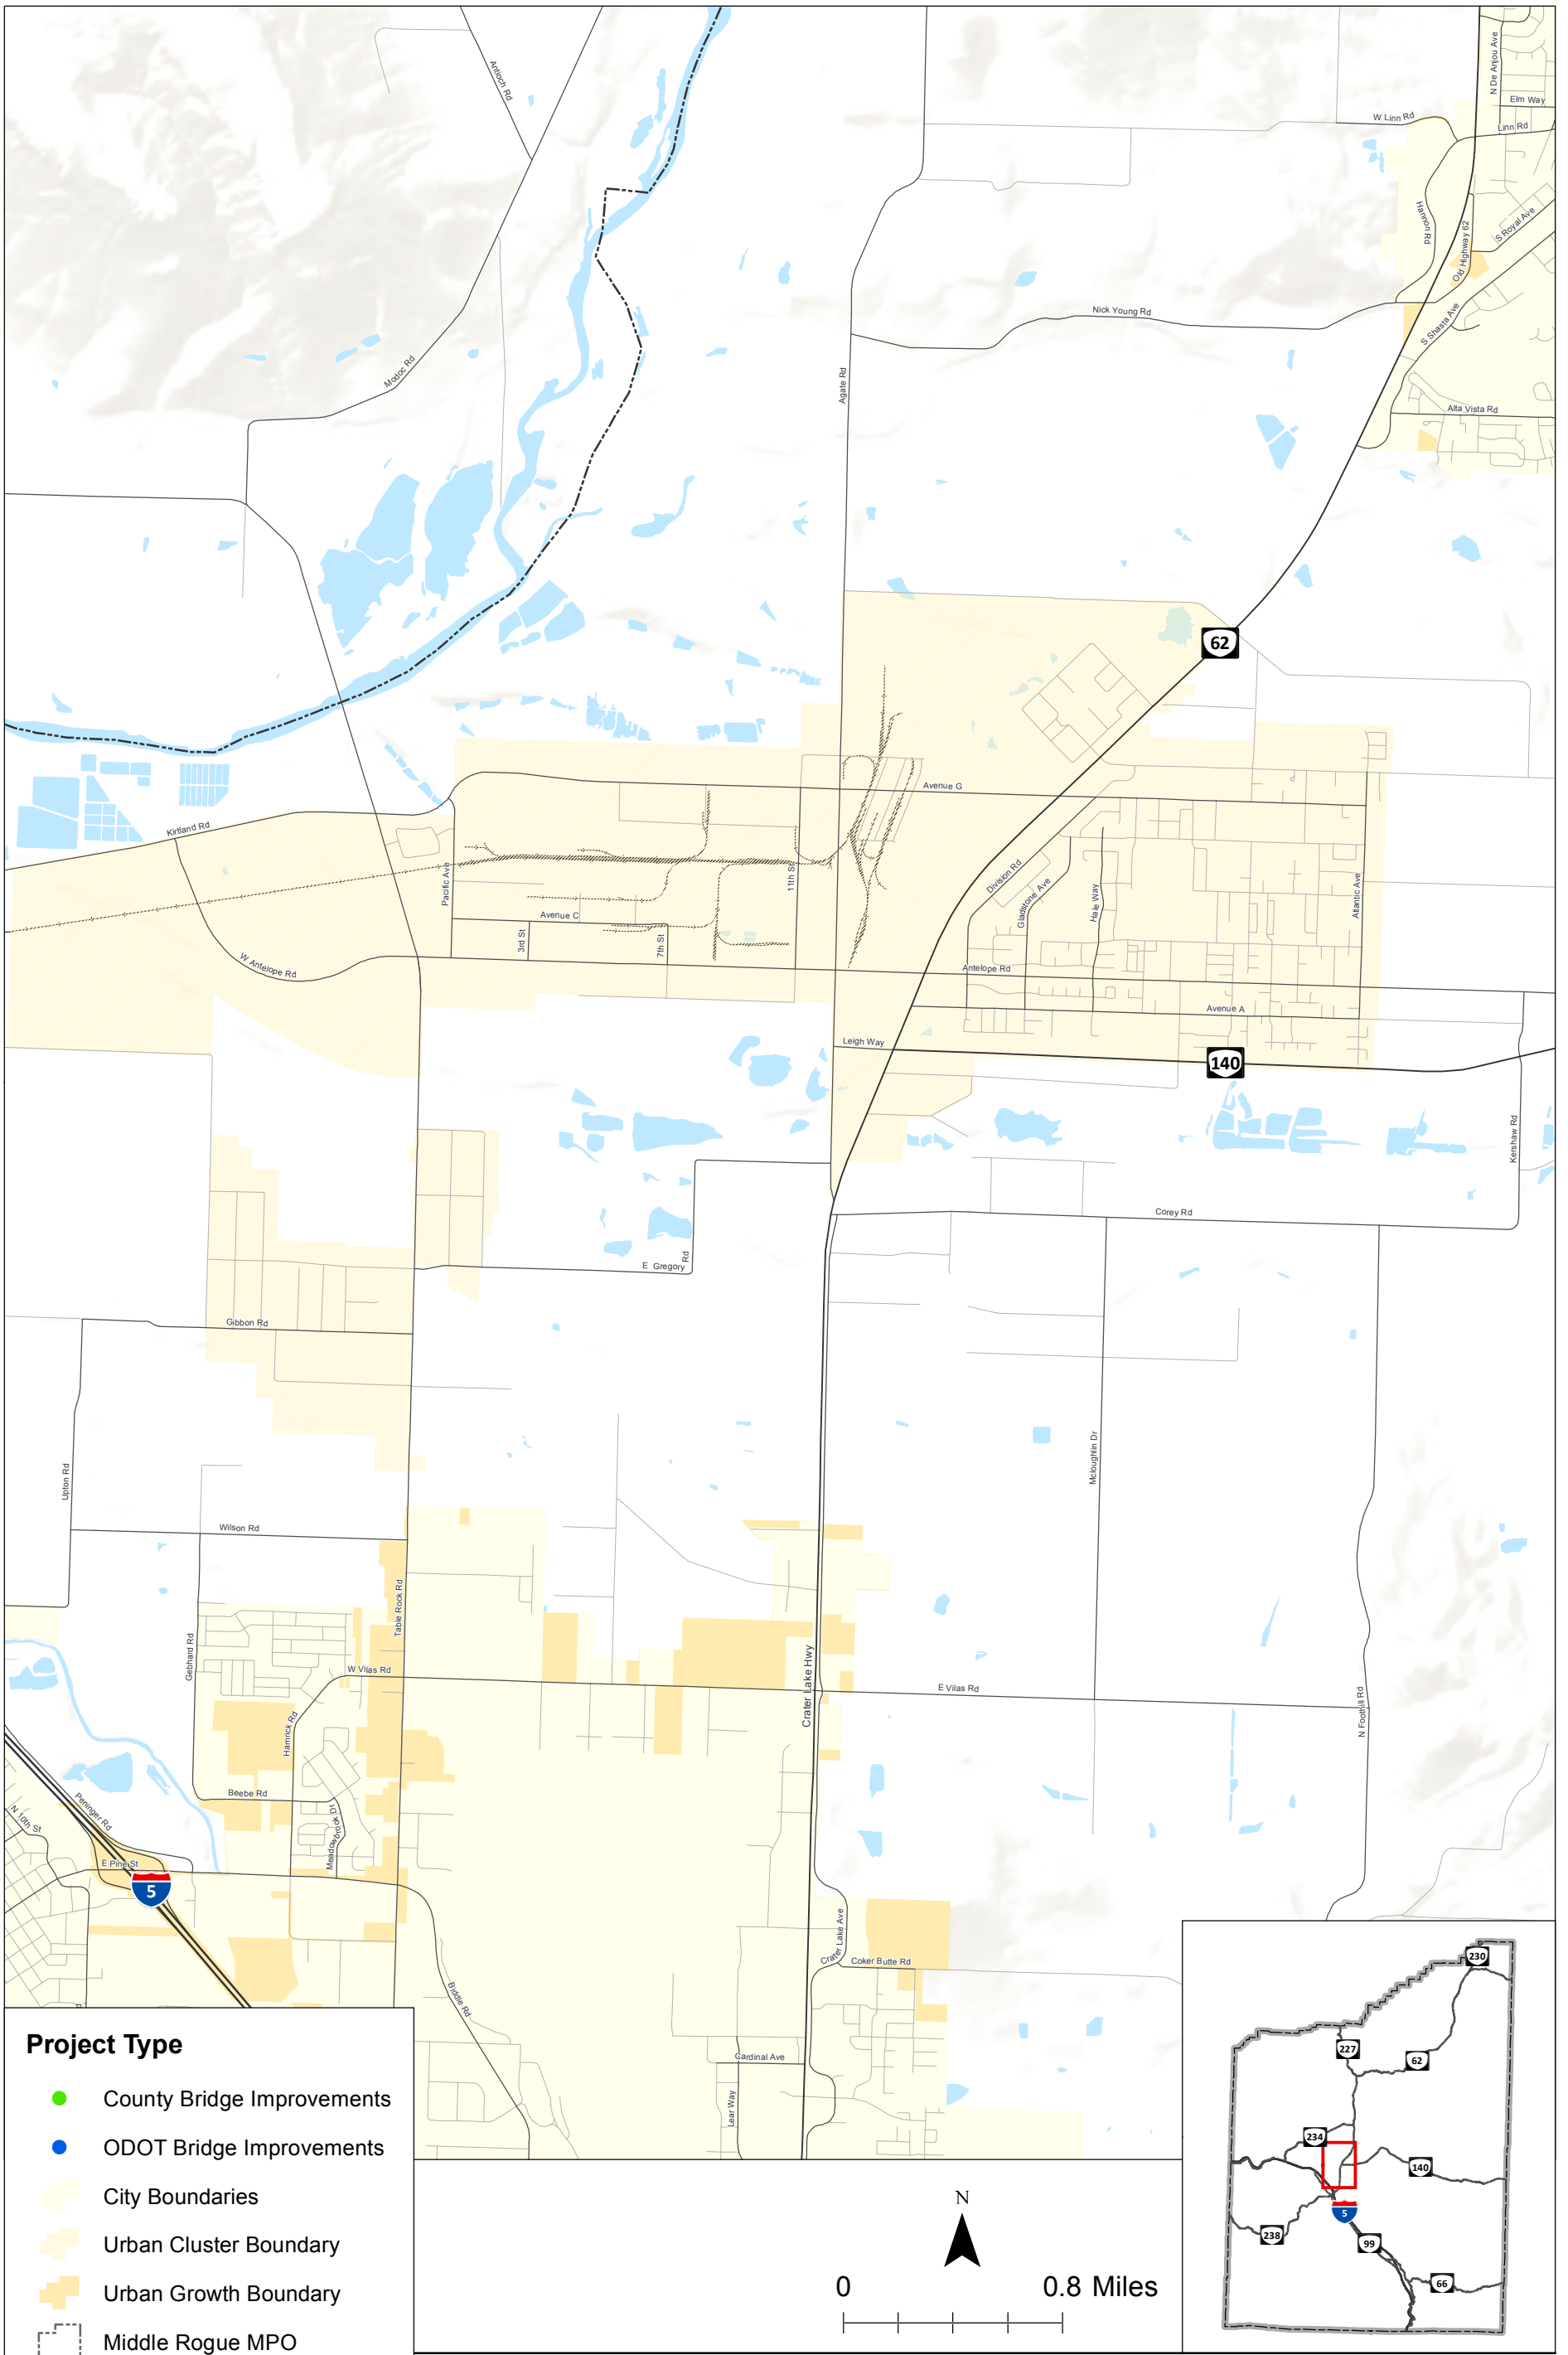 Antioch Rd
N De Anjou Ave
Elm Way
W Linn Rd
Linn Rd
Hannon Rd
Old Highway 62
S Royal Ave
Nick Young Rd
S Shasta Ave
Modoc Rd
Agate Rd
Alta Vista Rd
62
Avenue G
Kirtland Rd
Pacific Ave
11th St
Division Rd
Gladstone Ave
Hale Way
Atlantic Ave
Avenue C
3rd St
7th St
W Antelope Rd
Antelope Rd
Avenue A
Leigh Way
140
Kershaw Rd
Corey Rd
E Gregory
Rd
Gibbon Rd
Upton Rd
Mcloughlin Dr
Wilson Rd
Table Rock Rd
Gebhard Rd
W Vilas Rd
Crater Lake Hwy
E Vilas Rd
N Foothill Rd
Hamrick Rd
Beebe Rd
Peninger Rd
N 10th St
Meadowbrook Dr
E Pine St
5
Crater Lake Ave
Coker Butte Rd
Biddle Rd
Cardinal Ave
Lear Way
Project Type
County Bridge Improvements
ODOT Bridge Improvements
City Boundaries
Urban Cluster Boundary
Urban Growth Boundary
Middle Rogue MPO
N
0 0.8 Miles
230
227
62
234
140
5
238
99
66